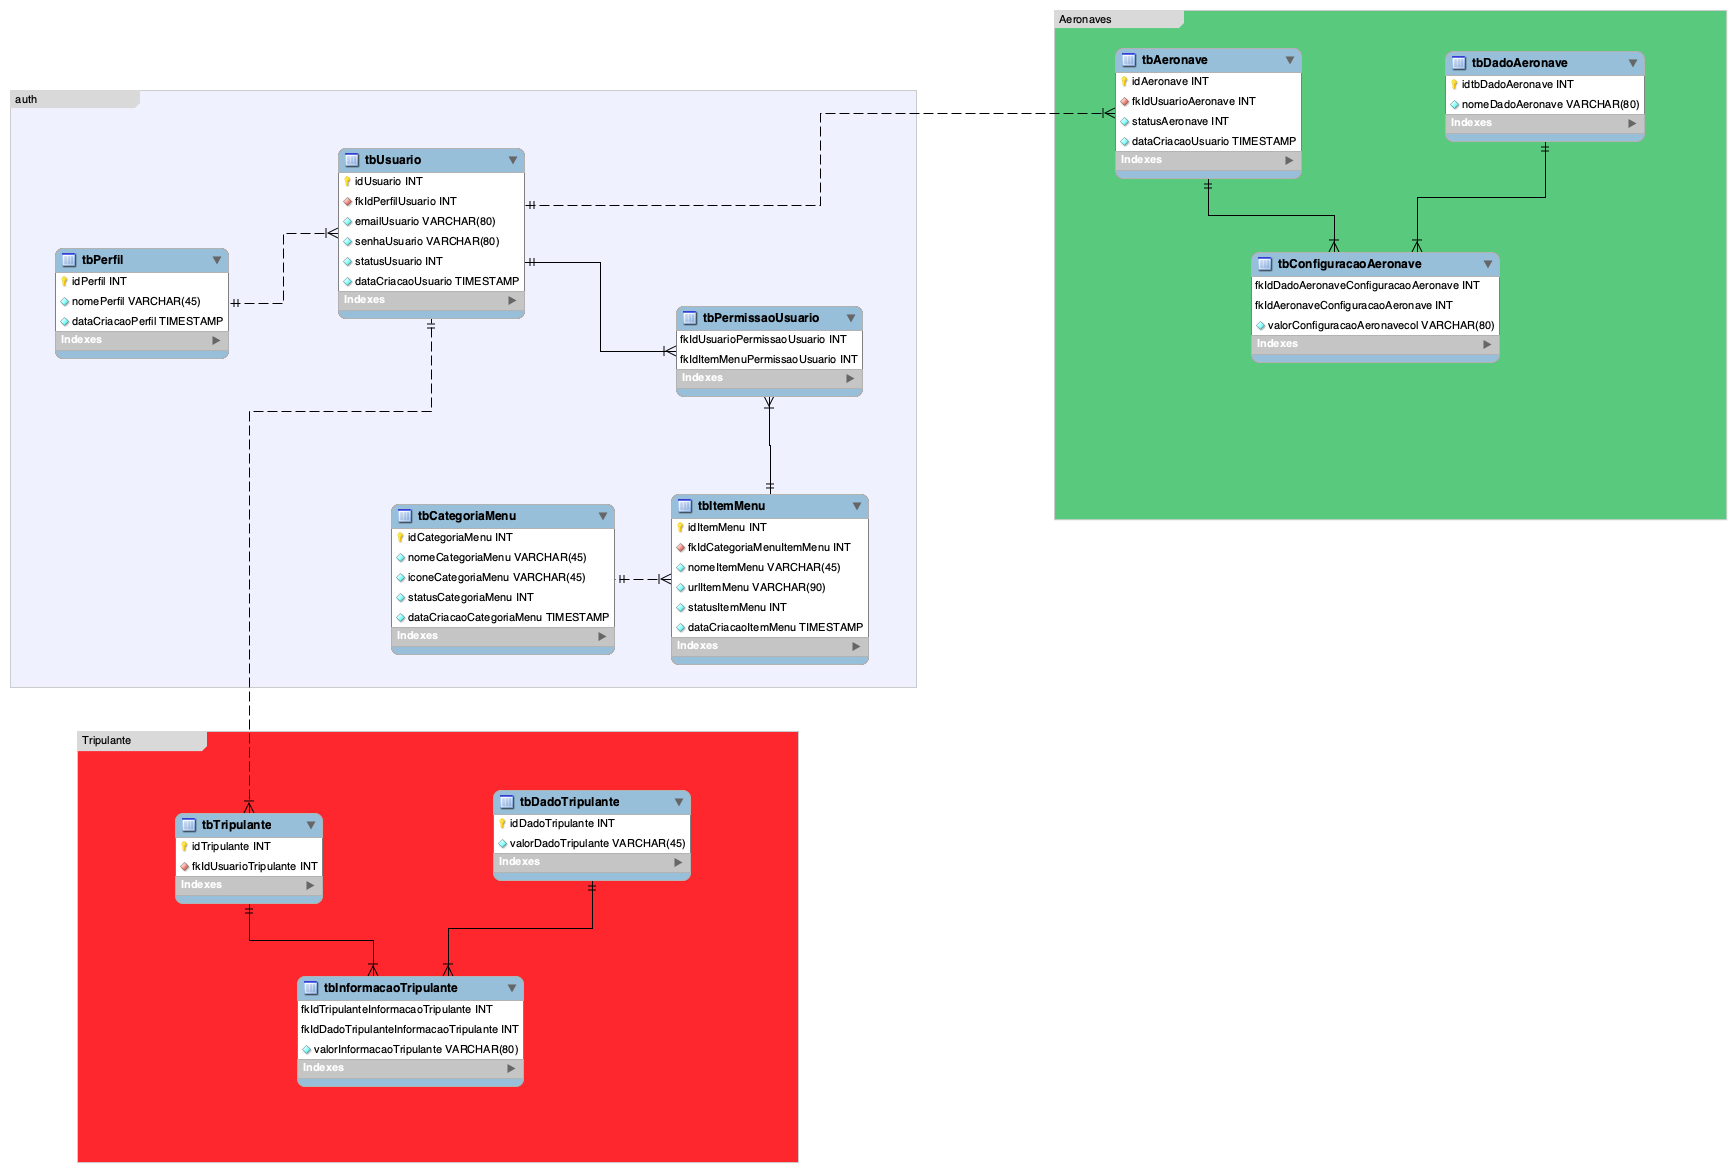 auth
tbPerfil
idPerfil INT
nomePerfil VARCHAR(45)
dataCriacaoPerfil TIMESTAMP
Indexes
tbUsuario
idUsuario INT
fkIdPerfilUsuario INT
emailUsuario VARCHAR(80)
senhaUsuario VARCHAR(80)
statusUsuario INT
dataCriacaoUsuario TIMESTAMP
Indexes
tbPermissaoUsuario
fkIdUsuarioPermissaoUsuario INT
fkIdItemMenuPermissaoUsuario INT
Indexes
tbCategoriaMenu
idCategoriaMenu INT
nomeCategoriaMenu VARCHAR(45)
iconeCategoriaMenu VARCHAR(45)
statusCategoriaMenu INT
dataCriacaoCategoriaMenu TIMESTAMP
Indexes
tbItemMenu
idItemMenu INT
fkIdCategoriaMenuItemMenu INT
nomeItemMenu VARCHAR(45)
urlItemMenu VARCHAR(90)
statusItemMenu INT
dataCriacaoItemMenu TIMESTAMP
Indexes
Aeronaves
tbAeronave
idAeronave INT
fkIdUsuarioAeronave INT
statusAeronave INT
dataCriacaoUsuario TIMESTAMP
Indexes
tbDadoAeronave
idtbDadoAeronave INT
nomeDadoAeronave VARCHAR(80)
Indexes
tbConfiguracaoAeronave
fkIdDadoAeronaveConfiguracaoAeronave INT
fkIdAeronaveConfiguracaoAeronave INT
valorConfiguracaoAeronavecol VARCHAR(80)
Indexes
Tripulante
tbTripulante
idTripulante INT
fkIdUsuarioTripulante INT
Indexes
tbDadoTripulante
idDadoTripulante INT
valorDadoTripulante VARCHAR(45)
Indexes
tbInformacaoTripulante
fkIdTripulanteInformacaoTripulante INT
fkIdDadoTripulanteInformacaoTripulante INT
valorInformacaoTripulante VARCHAR(80)
Indexes